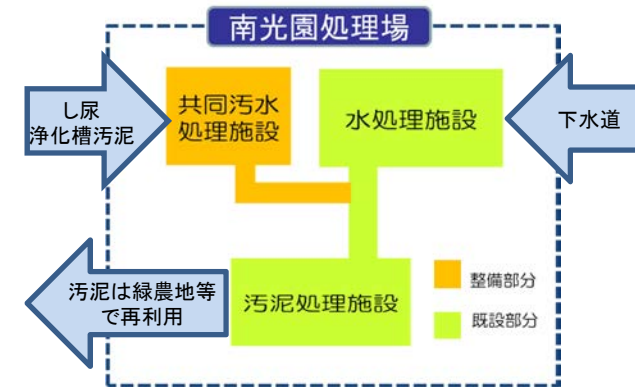 南光園処理場
し尿
浄化槽汚泥
共同汚水
処理施設
水処理施設
下水道
汚泥は緑農地等
で再利用
汚泥処理施設
整備部分
既設部分